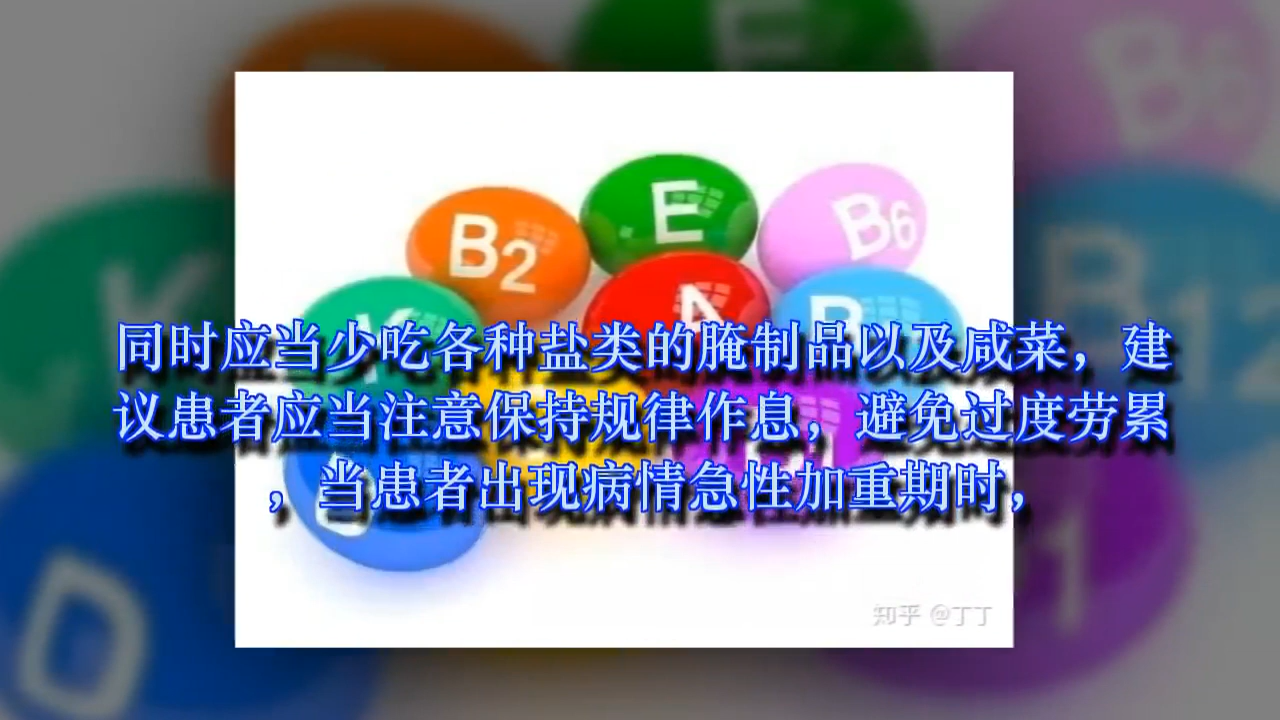 B2
E
B6
K
A
B
同时应当少吃各种盐类的腌制品以及咸菜，建
议患者应当注意保持规律作息，避免过度劳累
，当患者出现病情急性加重期时，
知乎 @丁丁
K
B6
B12
D
1